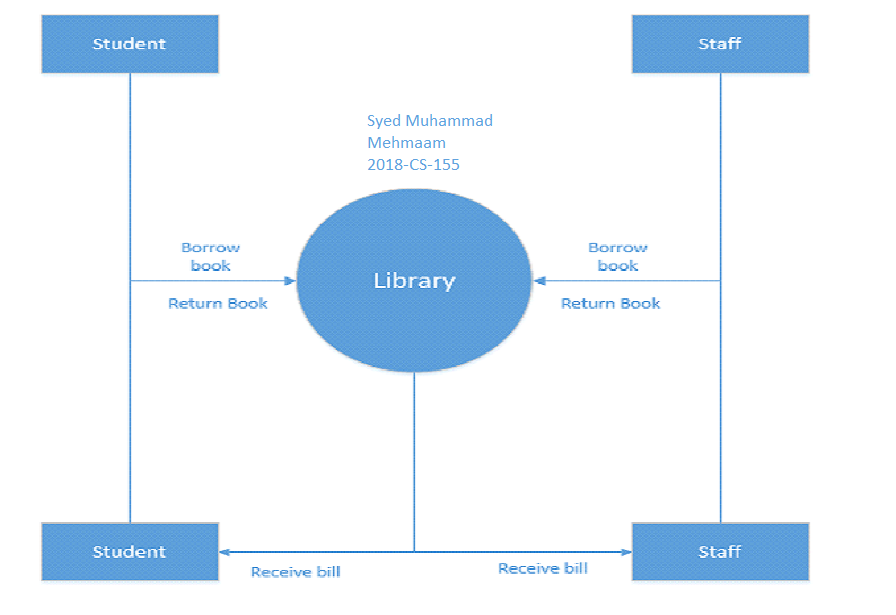 Student
Staff
Syed Muhammad
Mehmaam
2018-CS-155
Borrow
book
Return Book
Library
Borrow
book
Return Book
Student
Receive bill
Receive bill
Staff